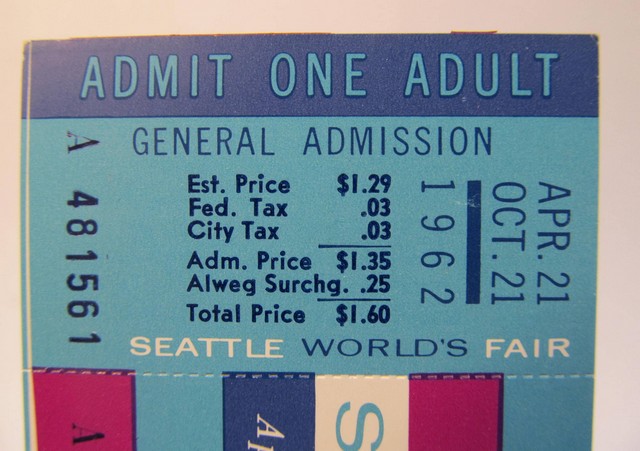 ADMIT ONE ADULT
GENERAL ADMISSION
A 481561
Est. Price $1.29
Fed. Tax .03
City Tax .03
Adm. Price $1.35
Alweg Surchg. .25
Total Price $1.60
1962
APR. 21
OCT. 21
SEATTLE WORLD'S FAIR
A
Al
S